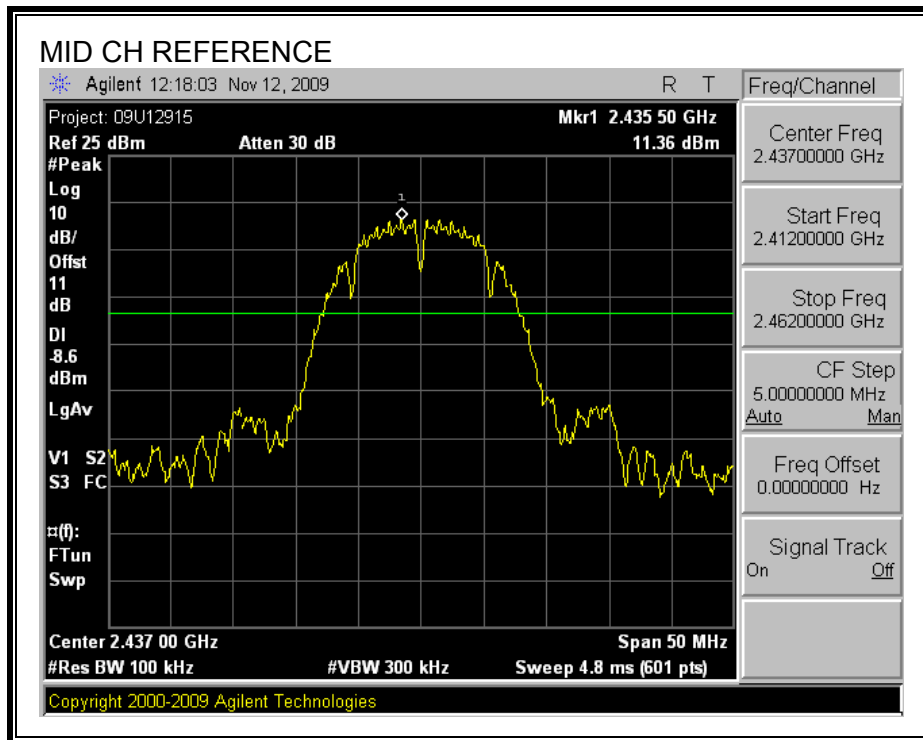 MID CH REFERENCE
Agilent 12:18:03 Nov 12, 2009
R T
Project: 09U12915
Mkr1 2.435 50 GHz
Ref 25 dBm
Atten 30 dB
11.36 dBm
#Peak
Log
10
dB/
Offst
11
dB
DI
-8.6
dBm
LgAv
V1 S2
S3 FC
¤(f):
FTun
Swp
1
Center 2.437 00 GHz
Span 50 MHz
#Res BW 100 kHz
#VBW 300 kHz
Sweep 4.8 ms (601 pts)
Copyright 2000-2009 Agilent Technologies
Freq/Channel
Center Freq
2.43700000 GHz
Start Freq
2.41200000 GHz
Stop Freq
2.46200000 GHz
CF Step
5.00000000 MHz
Auto Man
Freq Offset
0.00000000 Hz
Signal Track
On Off